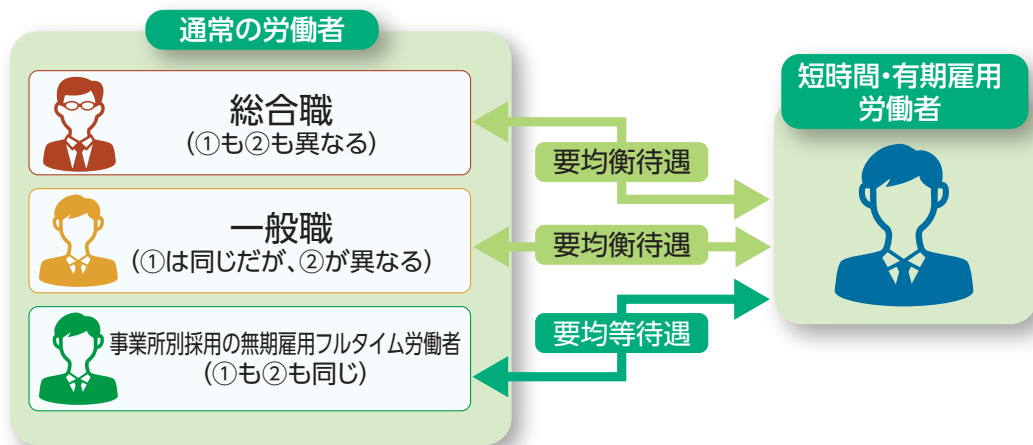 通常の労働者
総合職
(①も②も異なる)
一般職
(①は同じだが、②が異なる)
事業所別採用の無期雇用フルタイム労働者
(①も②も同じ)
要均衡待遇
要均衡待遇
要均等待遇
短時間・有期雇用
労働者